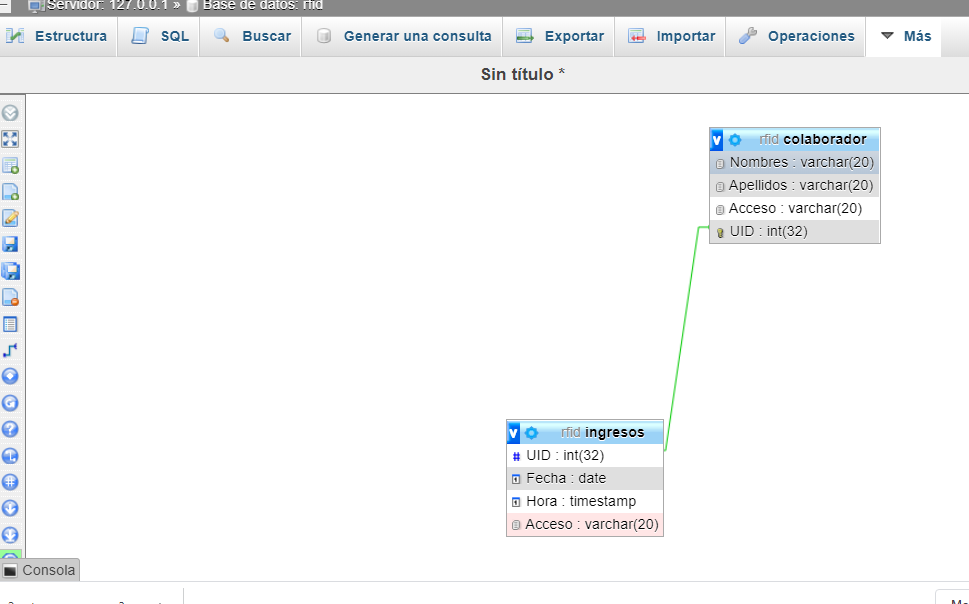 Servidor: 127.0.0.1 » Base de datos: rfid
Estructura SQL Buscar Generar una consulta Exportar Importar Operaciones Más
Sin título *
v rfid colaborador
Nombres : varchar(20)
Apellidos : varchar(20)
Acceso : varchar(20)
UID : int(32)
v rfid ingresos
# UID : int(32)
Fecha : date
Hora : timestamp
Acceso : varchar(20)
Consola